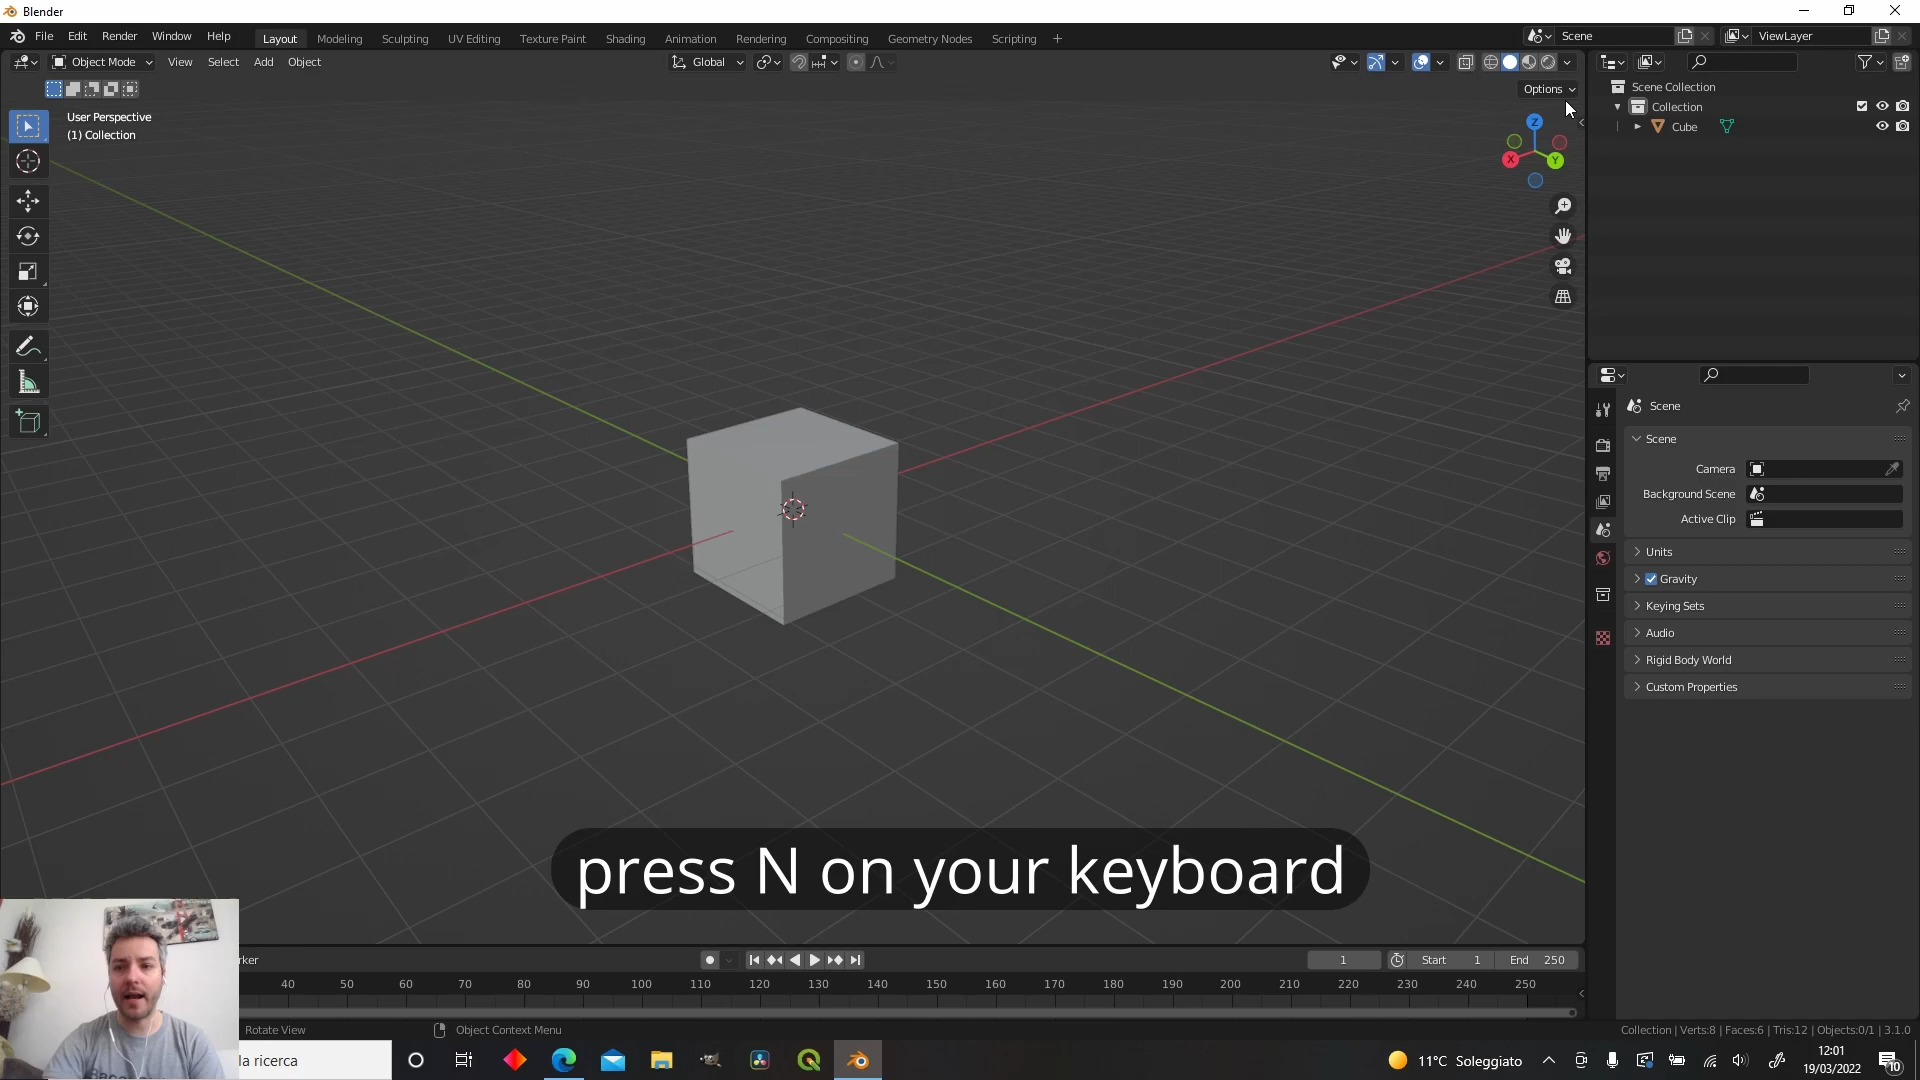 Blender
File Edit Render Window Help Layout Modeling Sculpting UV Editing Texture Paint Shading Animation Rendering Compositing Geometry Nodes Scripting + Scene ViewLayer
Object Mode View Select Add Object Global
Options
User Perspective
(1) Collection
Z
X
Y
Scene Collection
Collection
Cube
Scene
Scene
Camera
Background Scene
Active Clip
Units
Gravity
Keying Sets
Audio
Rigid Body World
Custom Properties
press N on your keyboard
rker 1 Start 1 End 250
40 50 60 70 80 90 100 110 120 130 140 150 160 170 180 190 200 210 220 230 240 250
Rotate View Object Context Menu Collection | Verts:8 | Faces:6 | Tris:12 | Objects:0/1 | 3.1.0
la ricerca 11°C Soleggiato 12:01
19/03/2022
10